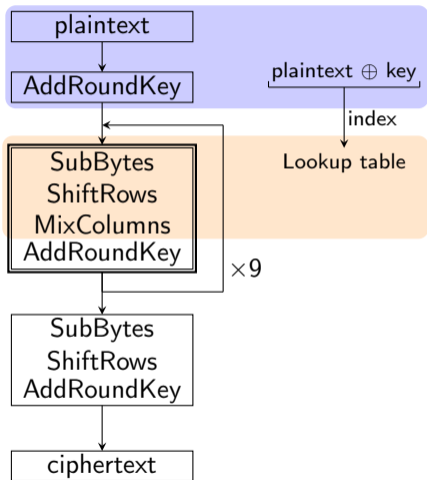 plaintext
AddRoundKey
plaintext ⊕ key
index
Lookup table
SubBytes
ShiftRows
MixColumns
AddRoundKey
×9
SubBytes
ShiftRows
AddRoundKey
ciphertext